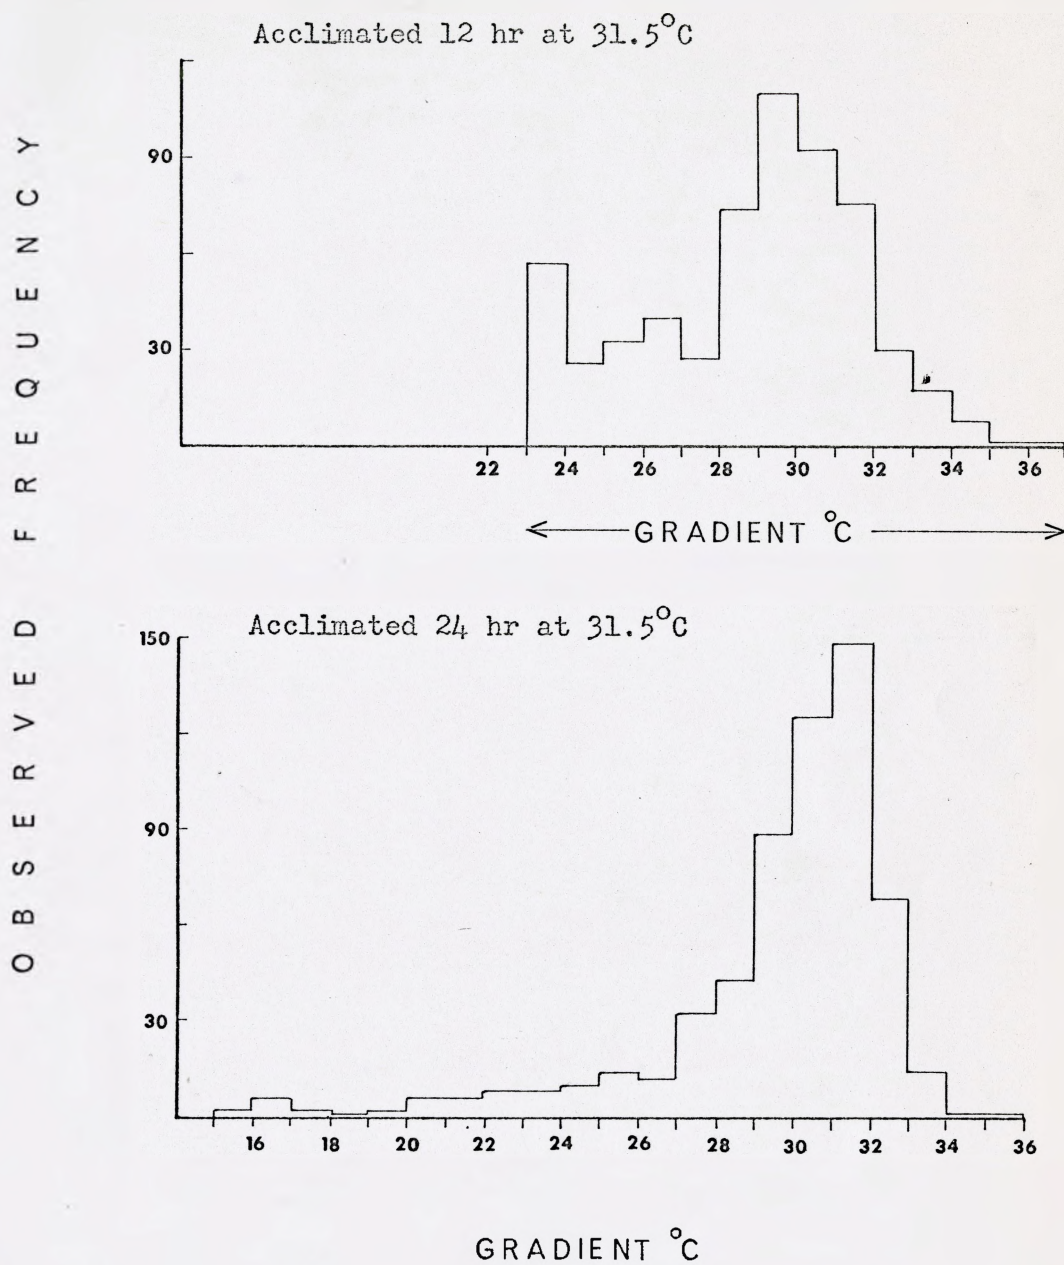 Acclimated 12 hr at 31.5°C
90
30
22 24 26 28 30 32 34 36
GRADIENT °C
OBSERVED FREQUENCY
Acclimated 24 hr at 31.5°C
150
90
30
16 18 20 22 24 26 28 30 32 34 36
GRADIENT °C